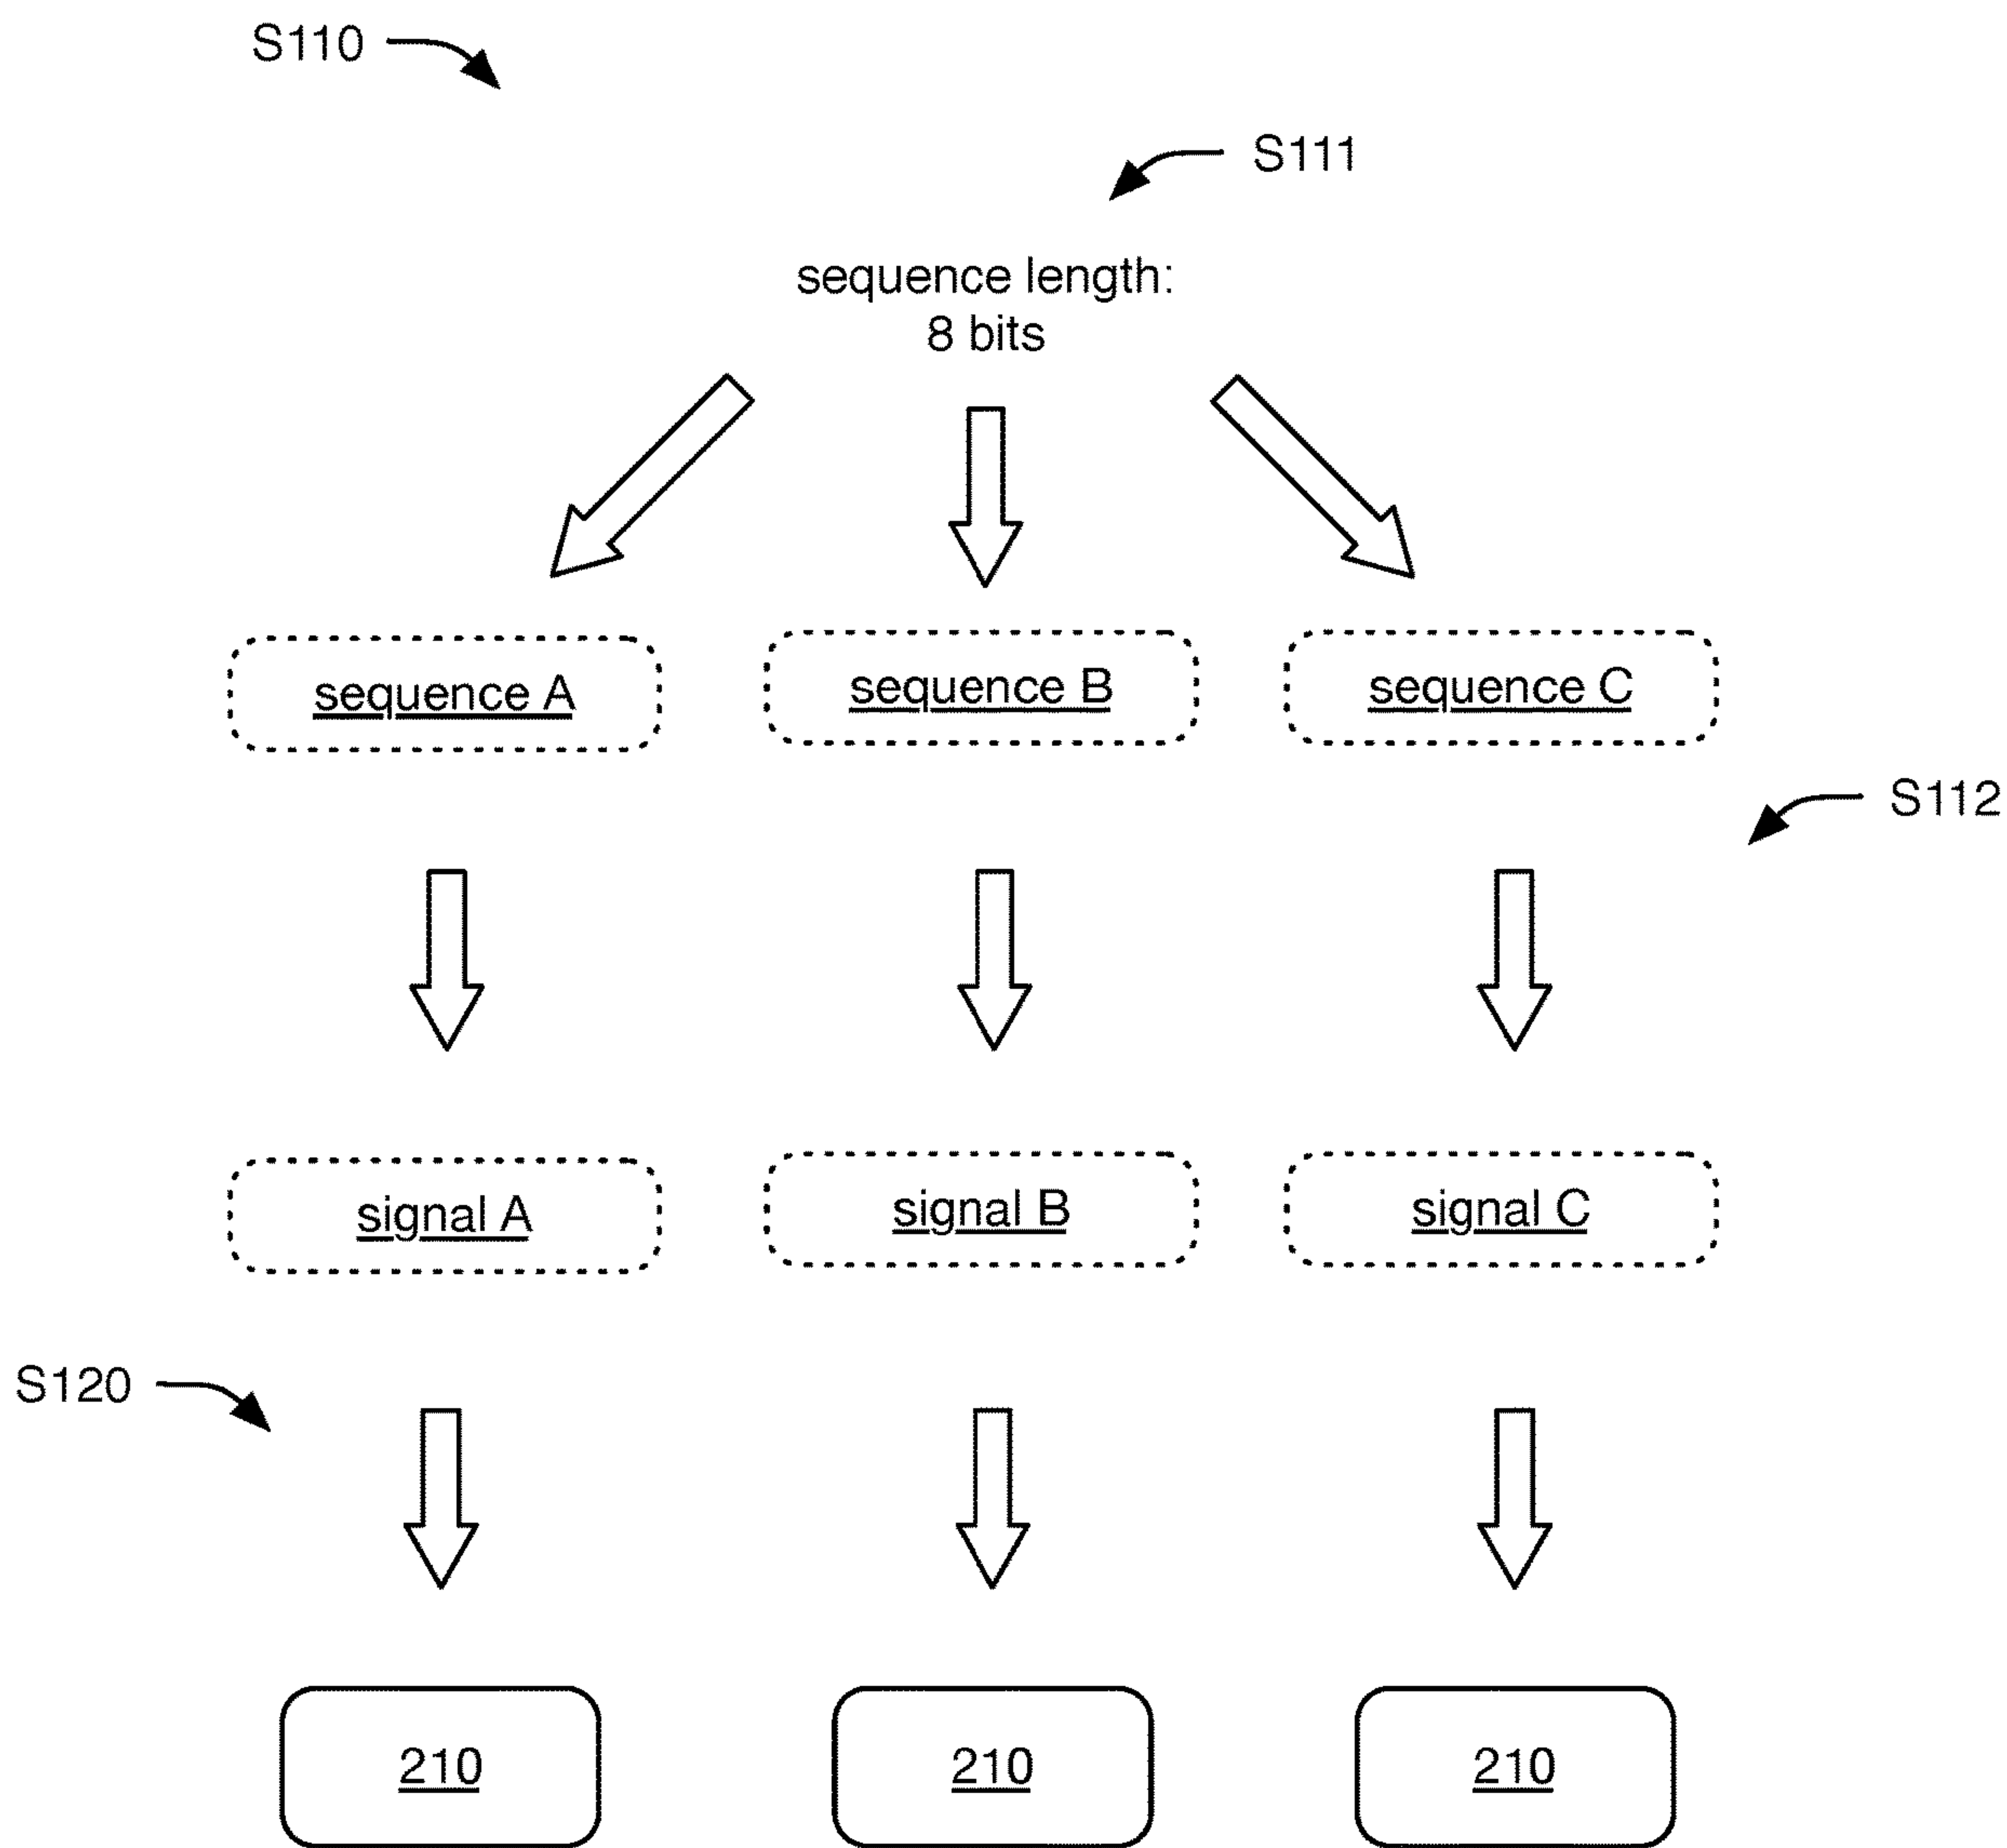 S110
S111
sequence length:
8 bits
sequence A
sequence B
sequence C
S112
signal A
signal B
signal C
S120
210
210
210